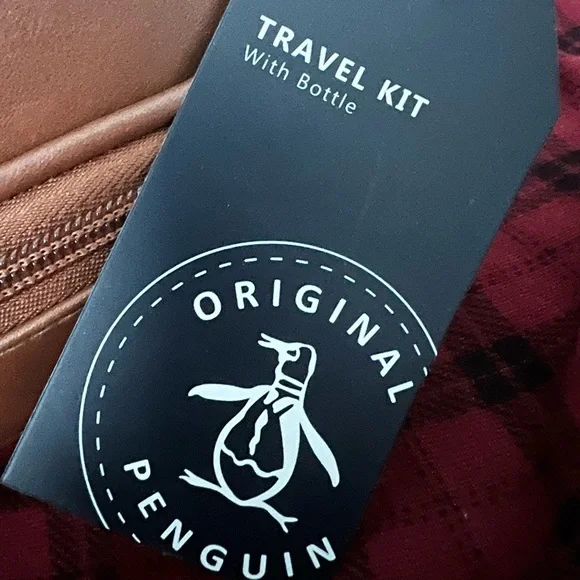 TRAVEL KIT
With Bottle
ORIGINAL
PENGUIN